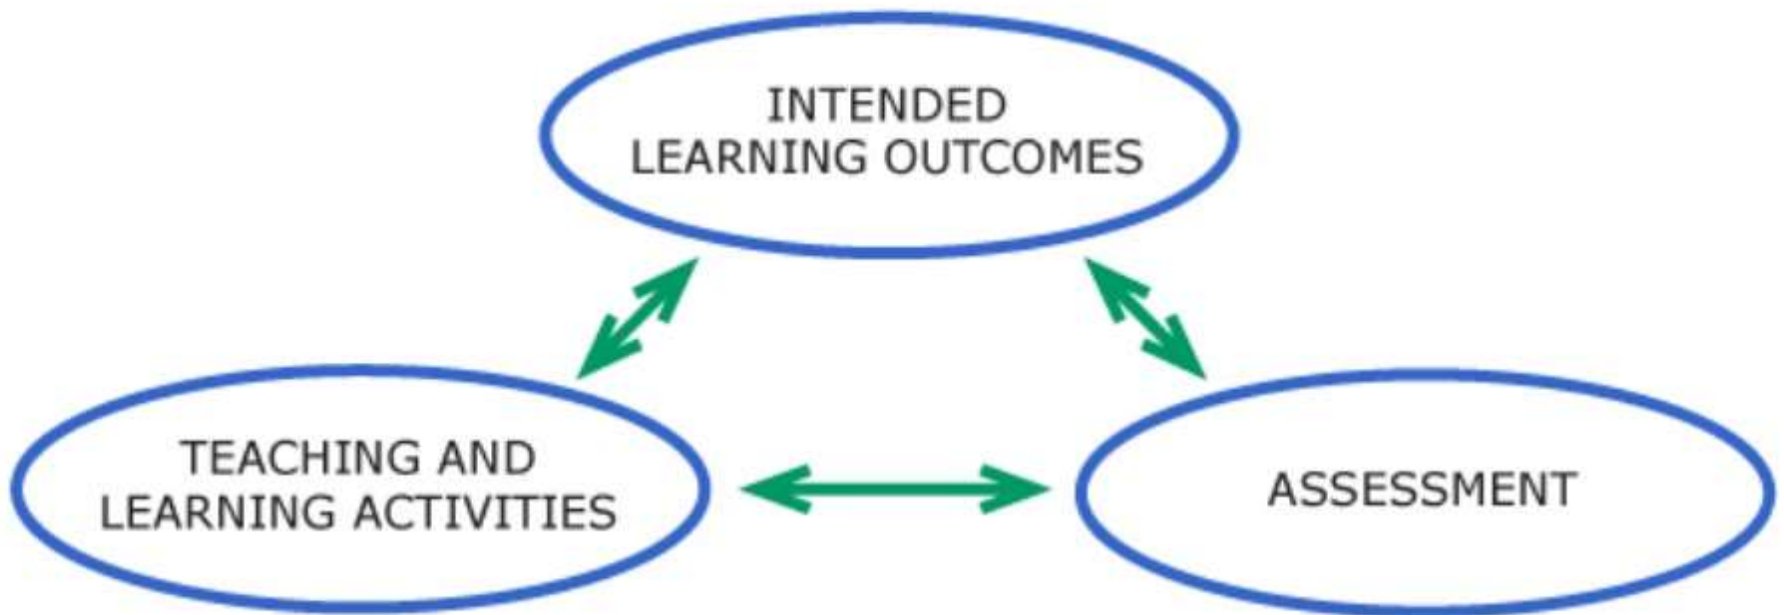 INTENDED
LEARNING OUTCOMES
TEACHING AND
LEARNING ACTIVITIES
ASSESSMENT